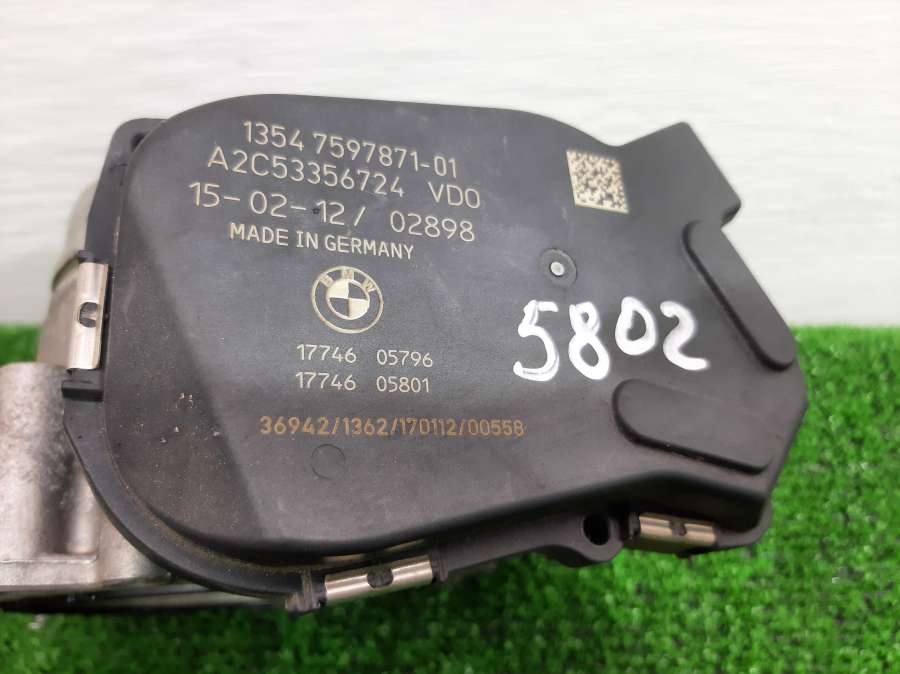 1354 7597871-01
A2C53356724 VDO
15-02-12/ 02898
MADE IN GERMANY
BMW
17746 05796
17746 05801
36942/1362/170112/00558
5802